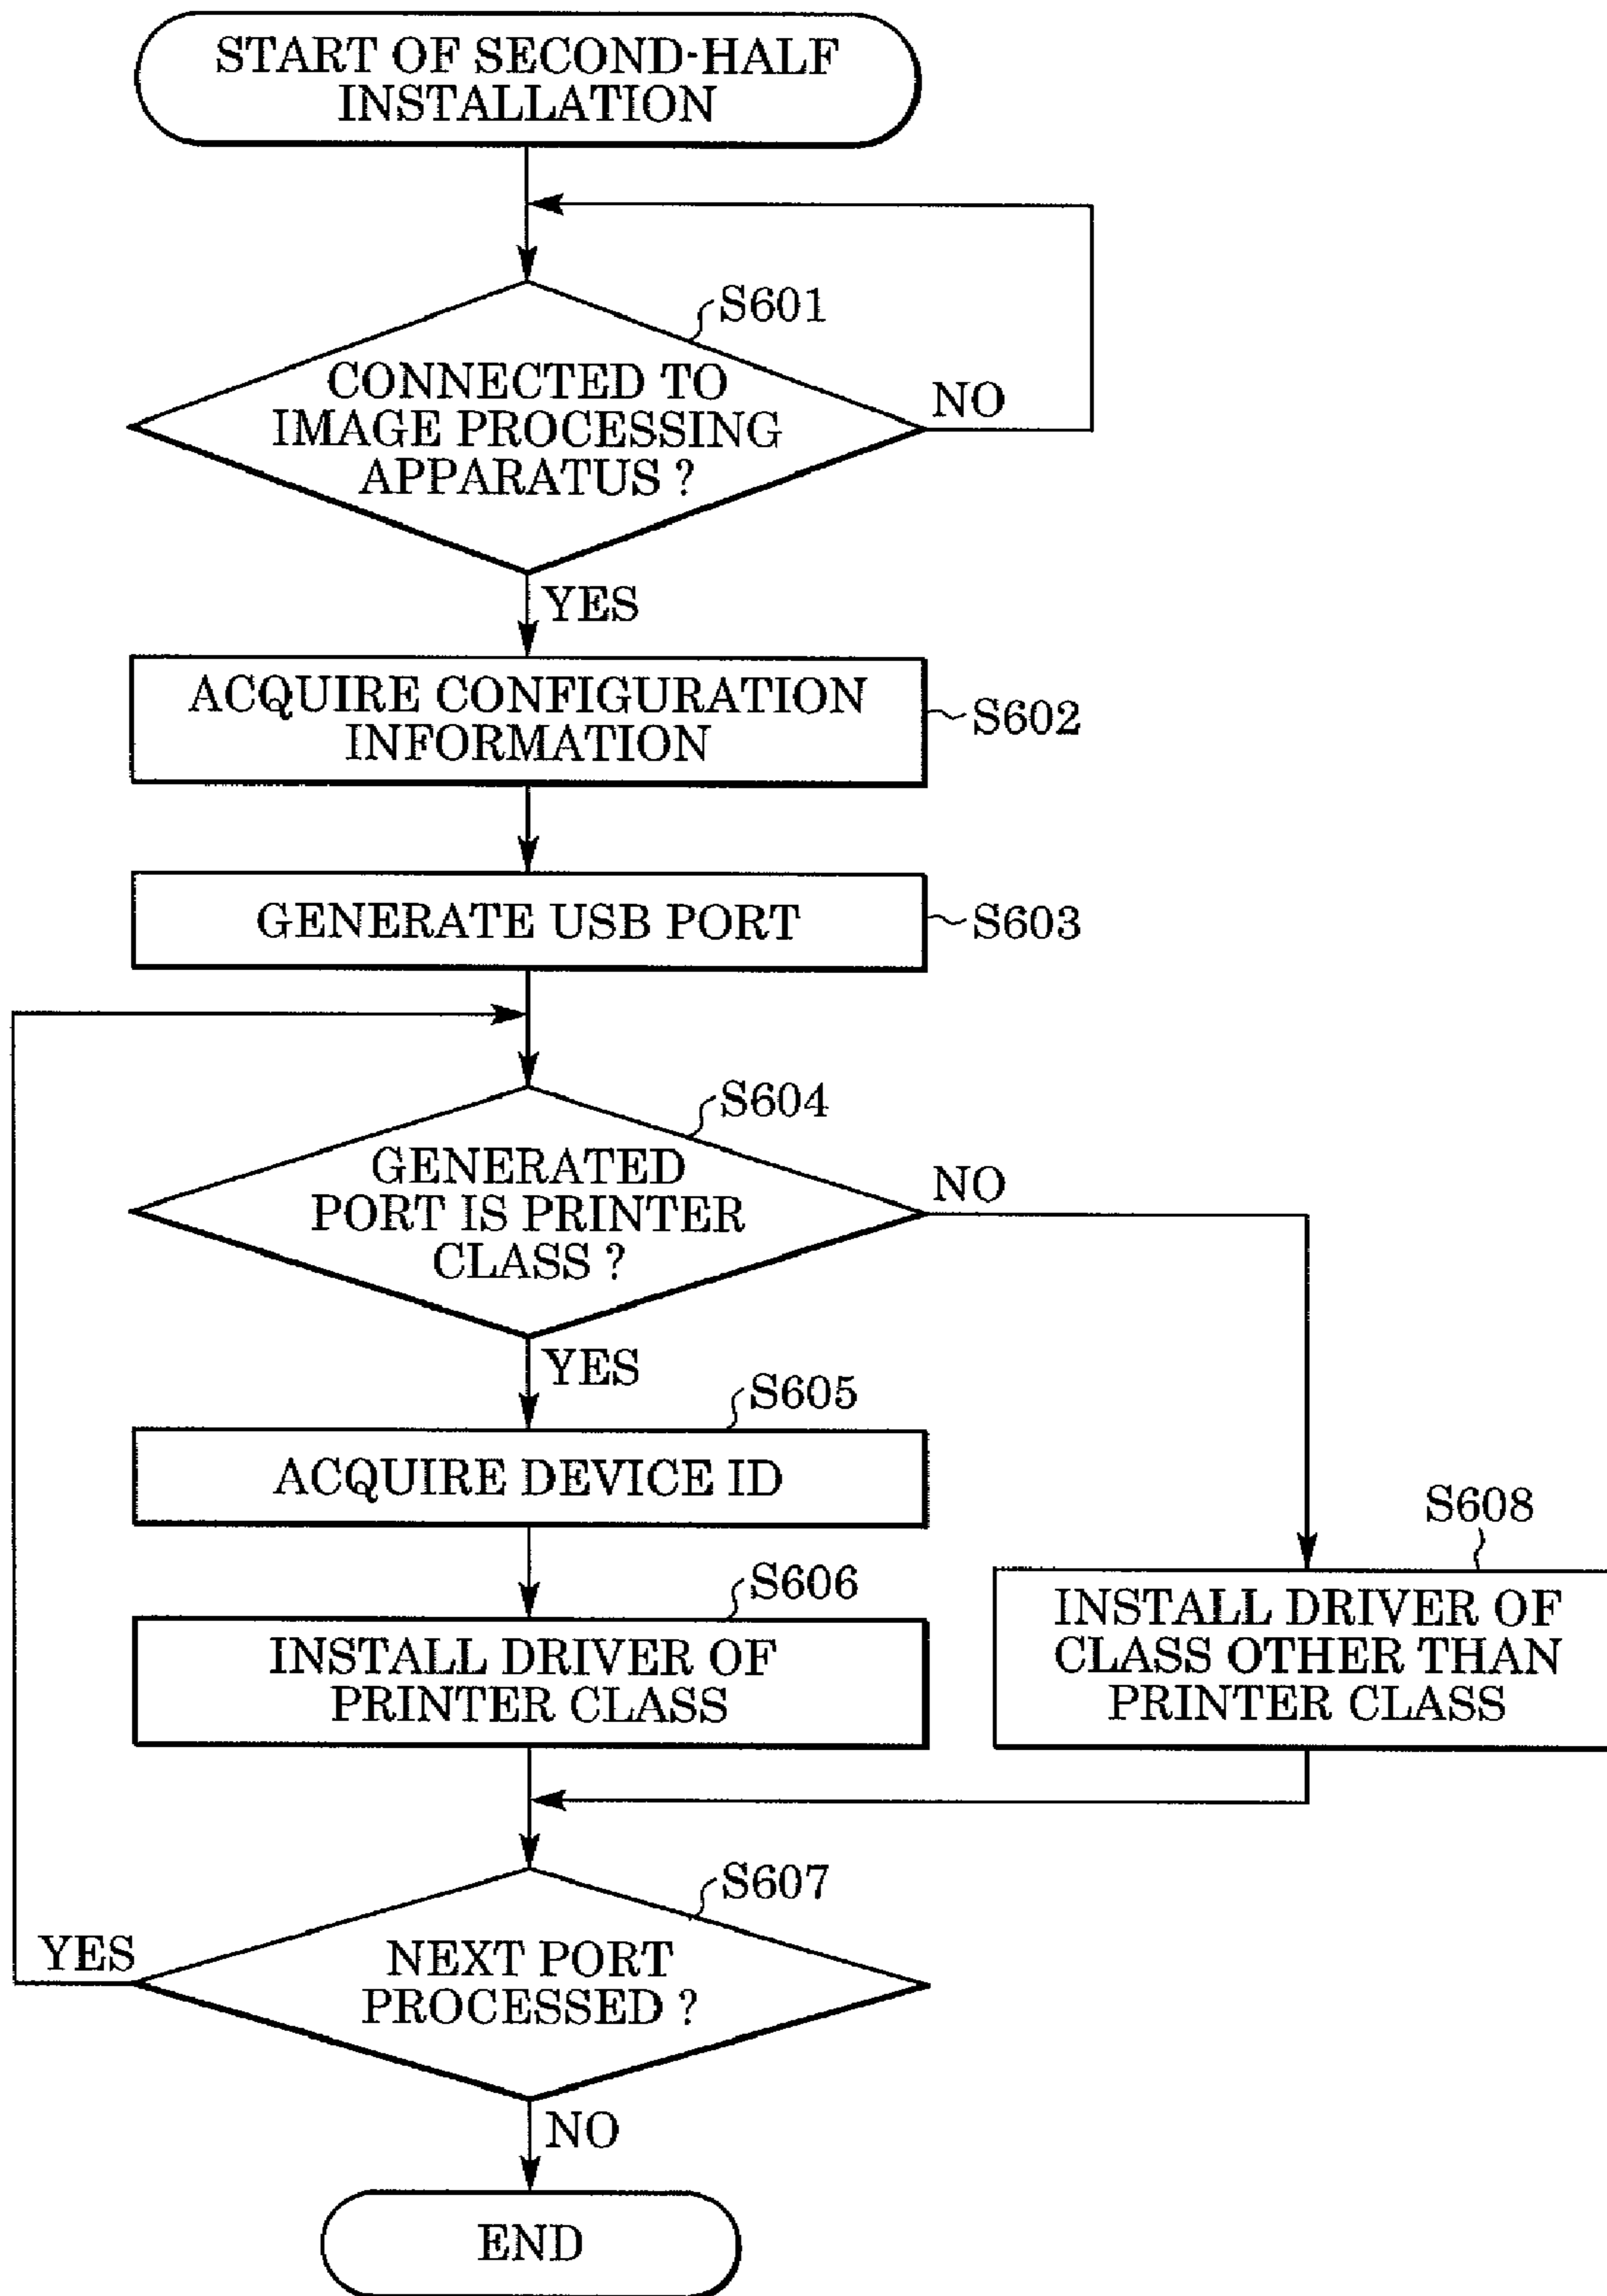 START OF SECOND-HALF
INSTALLATION
S601
CONNECTED TO
IMAGE PROCESSING
APPARATUS ?
NO
YES
ACQUIRE CONFIGURATION
INFORMATION
S602
GENERATE USB PORT
S603
S604
GENERATED
PORT IS PRINTER
CLASS ?
NO
YES
S605
ACQUIRE DEVICE ID
S606
INSTALL DRIVER OF
PRINTER CLASS
S608
INSTALL DRIVER OF
CLASS OTHER THAN
PRINTER CLASS
S607
NEXT PORT
PROCESSED ?
YES
NO
END